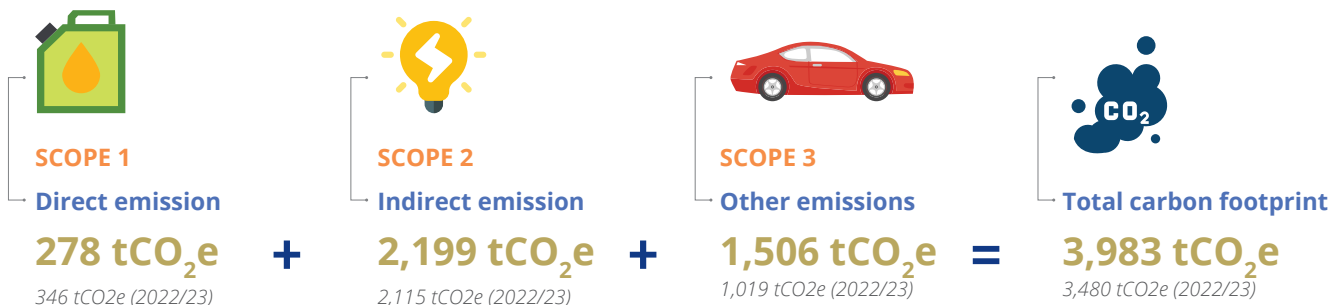 CO₂
SCOPE 1
Direct emission
278 tCO₂e
346 tCO2e (2022/23)
+
SCOPE 2
Indirect emission
2,199 tCO₂e
2,115 tCO2e (2022/23)
+
SCOPE 3
Other emissions
1,506 tCO₂e
1,019 tCO2e (2022/23)
=
Total carbon footprint
3,983 tCO₂e
3,480 tCO2e (2022/23)